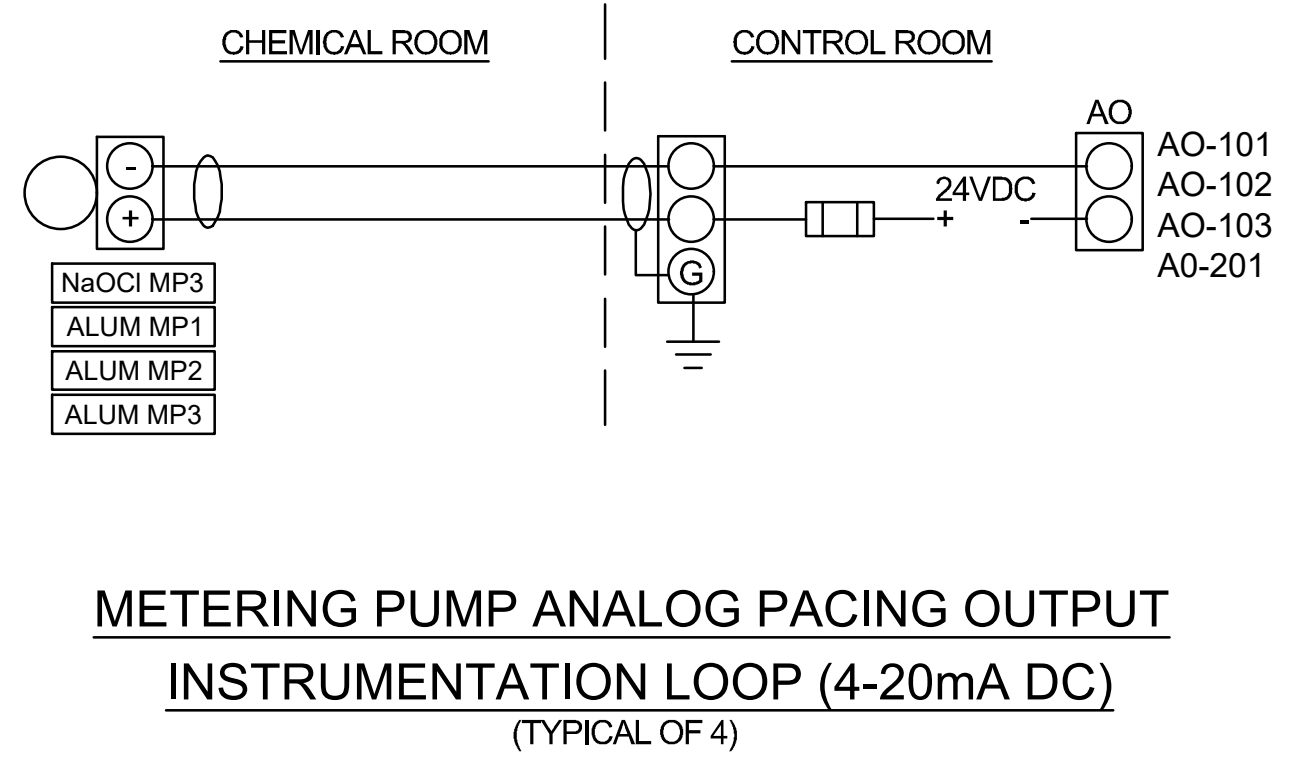 CHEMICAL ROOM
CONTROL ROOM
AO
AO-101
AO-102
AO-103
A0-201
24VDC
+ -
-
+
G
NaOCl MP3
ALUM MP1
ALUM MP2
ALUM MP3
METERING PUMP ANALOG PACING OUTPUT
INSTRUMENTATION LOOP (4-20mA DC)
(TYPICAL OF 4)